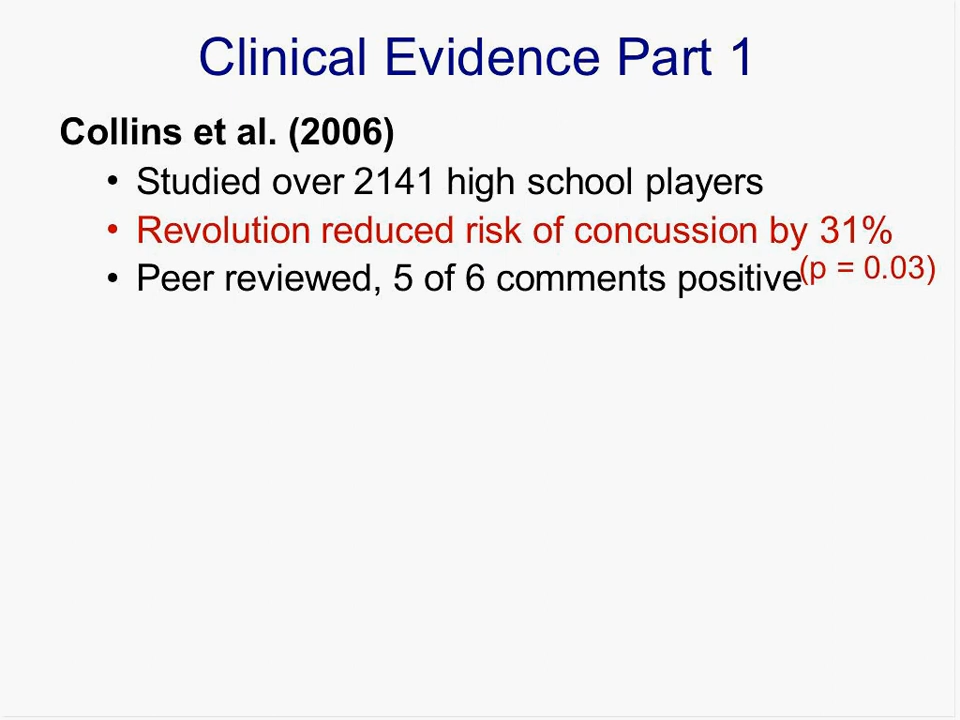 Clinical Evidence Part 1
Collins et al. (2006)
• Studied over 2141 high school players
• Revolution reduced risk of concussion by 31%
(p = 0.03)
• Peer reviewed, 5 of 6 comments positive